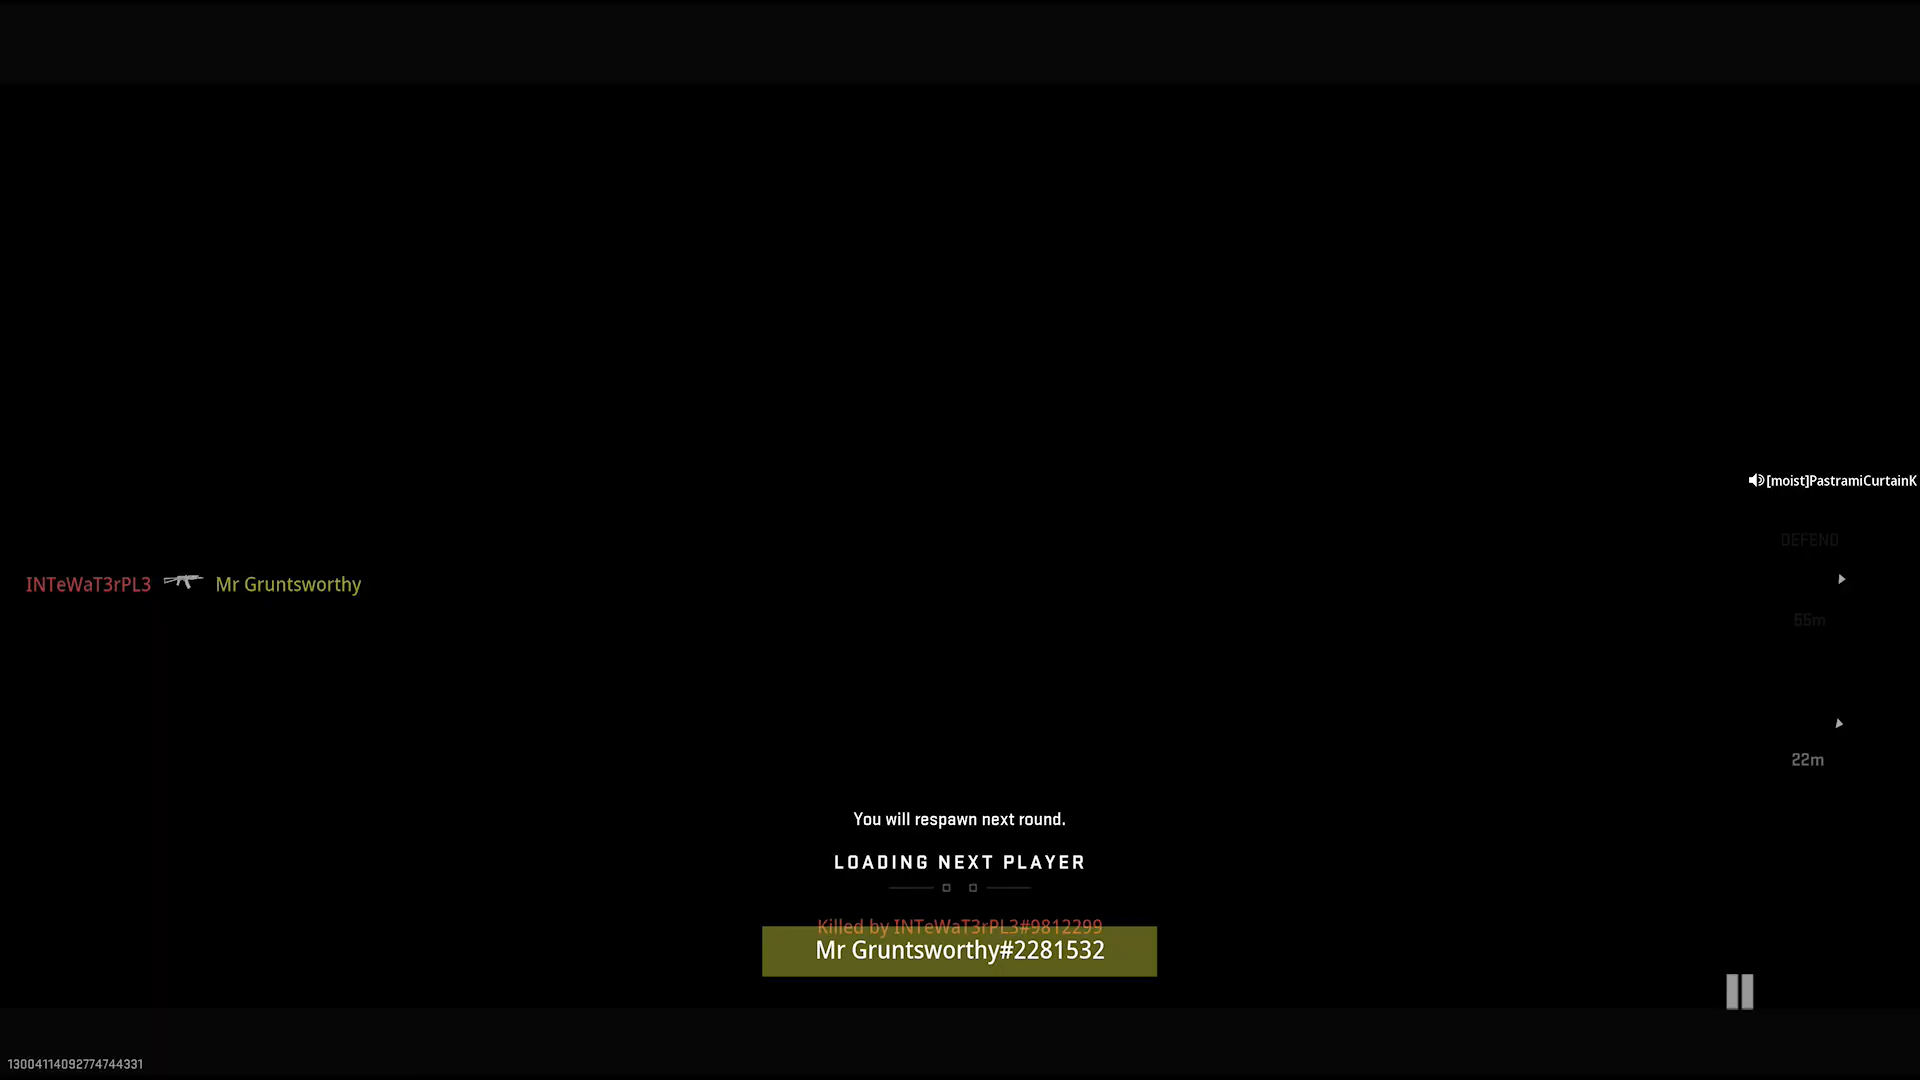 [moist]PastramiCurtainK
DEFEND
INTeWaT3rPL3 Mr Gruntsworthy
55m
22m
You will respawn next round.
LOADING NEXT PLAYER
Killed by INTeWaT3rPL3#9812299
Mr Gruntsworthy#2281532
13004114092774744331